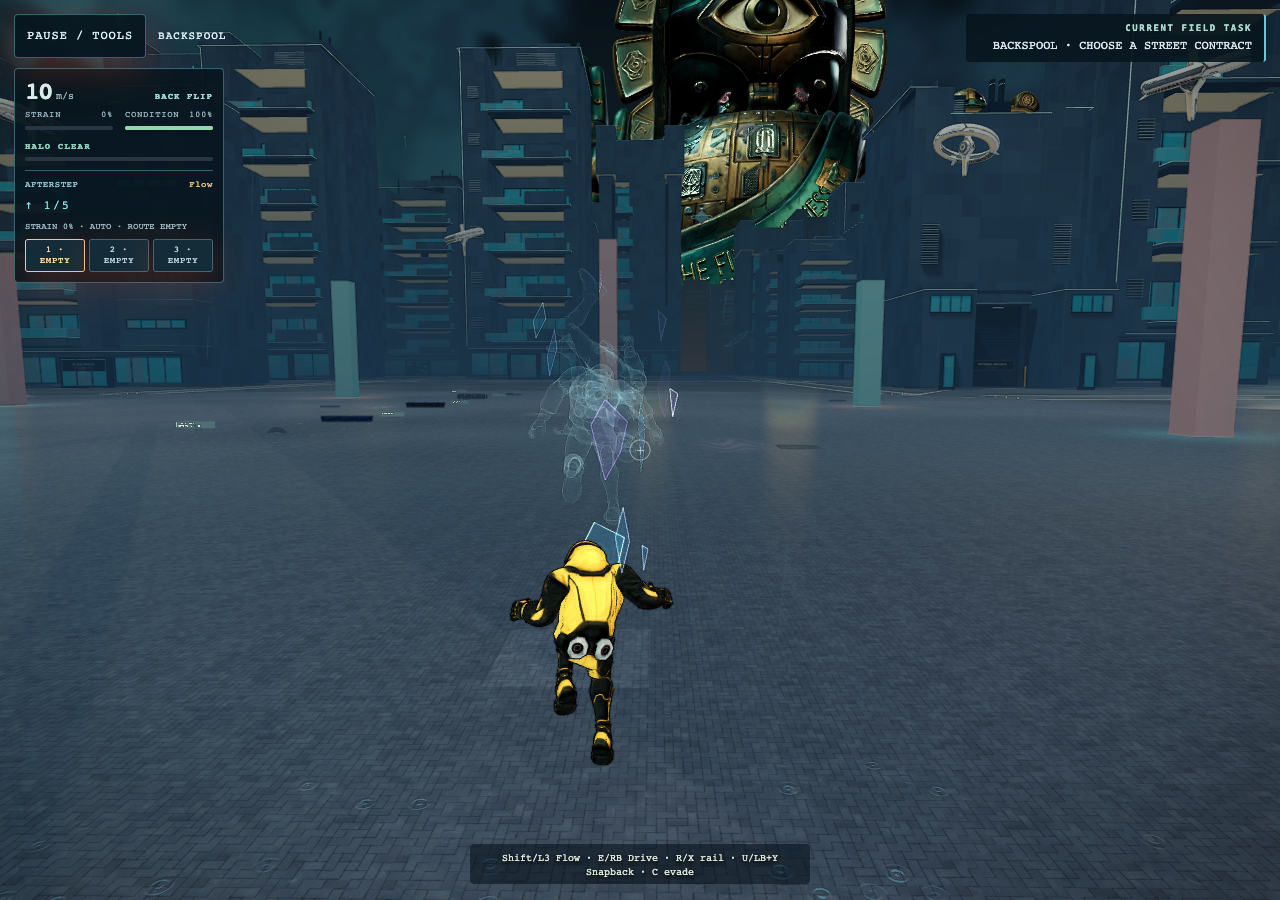 PAUSE / TOOLS
BACKSPOOL
CURRENT FIELD TASK
BACKSPOOL · CHOOSE A STREET CONTRACT
10 m/s
BACK FLIP
STRAIN 0% CONDITION 100%
HALO CLEAR
AFTERSTEP Flow
↑ 1/5
STRAIN 0% · AUTO · ROUTE EMPTY
1 · EMPTY
2 · EMPTY
3 · EMPTY
THE FI
Shift/L3 Flow · E/RB Drive · R/X rail · U/LB+Y
Snapback · C evade